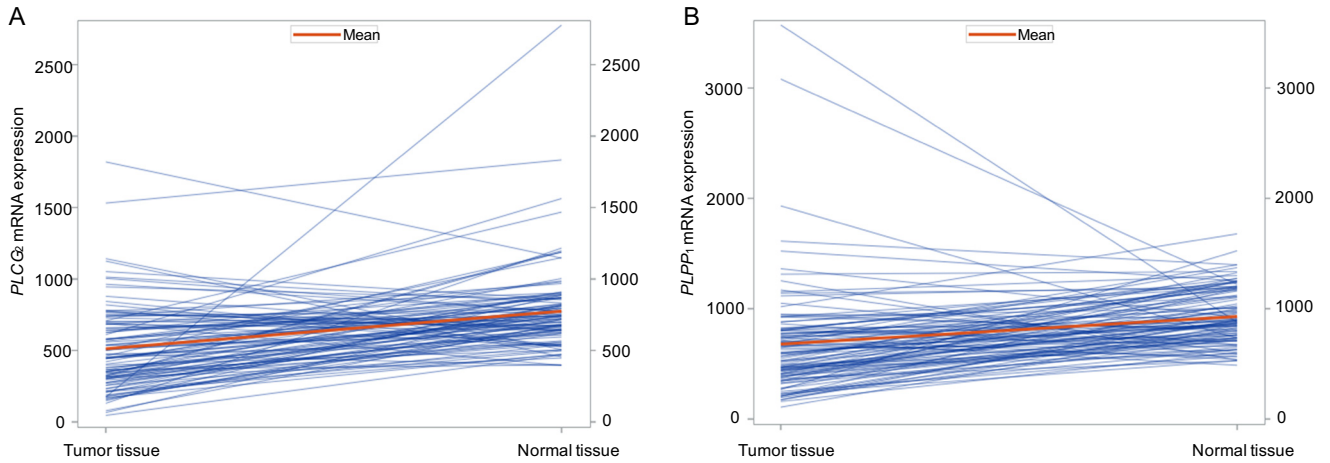 A
Mean
2500
2000
1500
1000
500
0
PLCG2 mRNA expression
2500
2000
1500
1000
500
0
Tumor tissue
Normal tissue
B
Mean
3000
2000
1000
0
PLPP1 mRNA expression
3000
2000
1000
0
Tumor tissue
Normal tissue